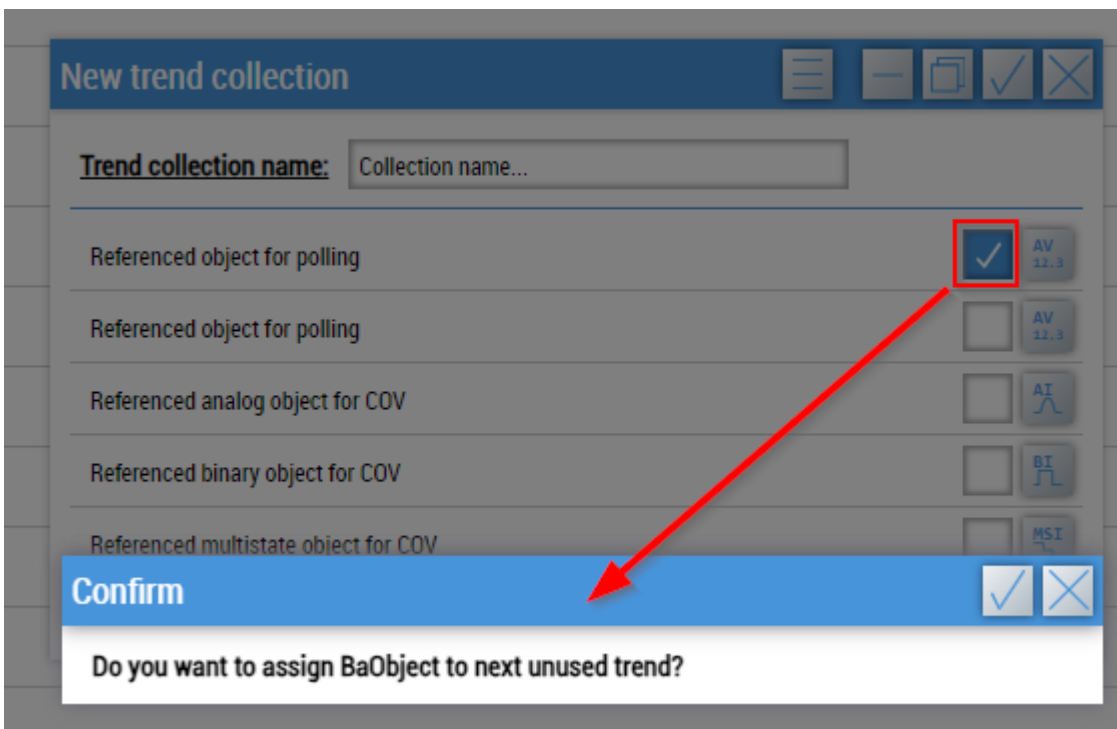 New trend collection
Trend collection name: Collection name...
Referenced object for polling AV 12.3
Referenced object for polling AV 12.3
Referenced analog object for COV AI
Referenced binary object for COV BI
Referenced multistate object for COV MSI
Confirm
Do you want to assign BaObject to next unused trend?